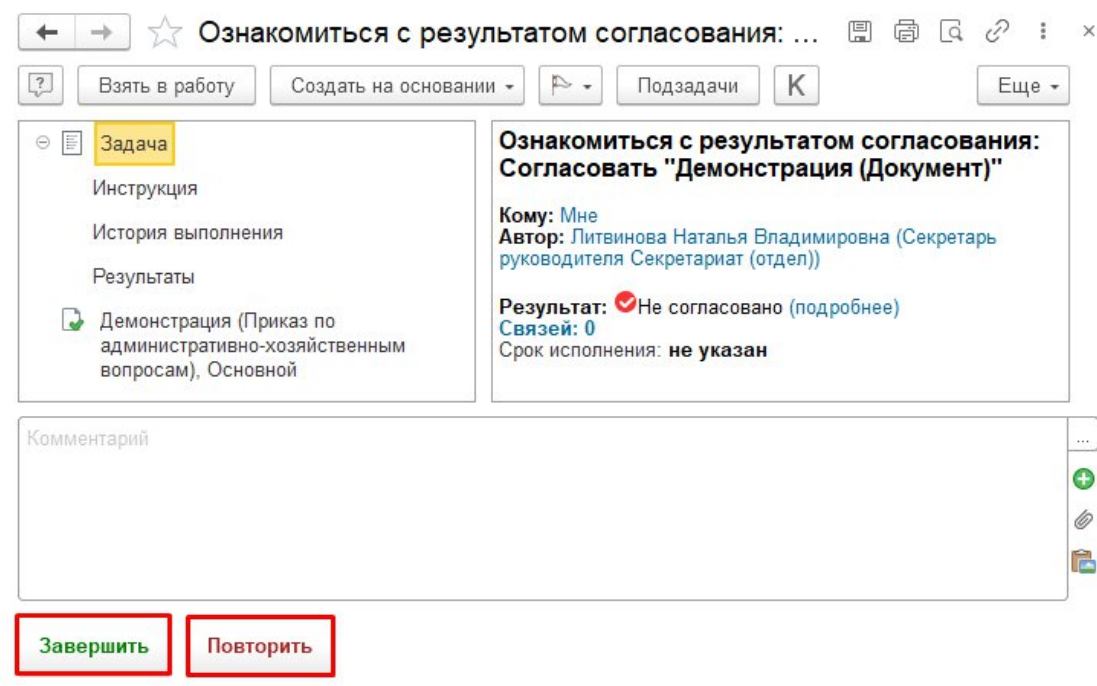 Ознакомиться с результатом согласования: ...
Взять в работу
Создать на основании
Подзадачи
К
Еще
Задача
Инструкция
История выполнения
Результаты
Демонстрация (Приказ по
административно-хозяйственным
вопросам), Основной
Ознакомиться с результатом согласования:
Согласовать "Демонстрация (Документ)"
Кому: Мне
Автор: Литвинова Наталья Владимировна (Секретарь
руководителя Секретариат (отдел))
Результат: Не согласовано (подробнее)
Связей: 0
Срок исполнения: не указан
Комментарий
...
Завершить
Повторить